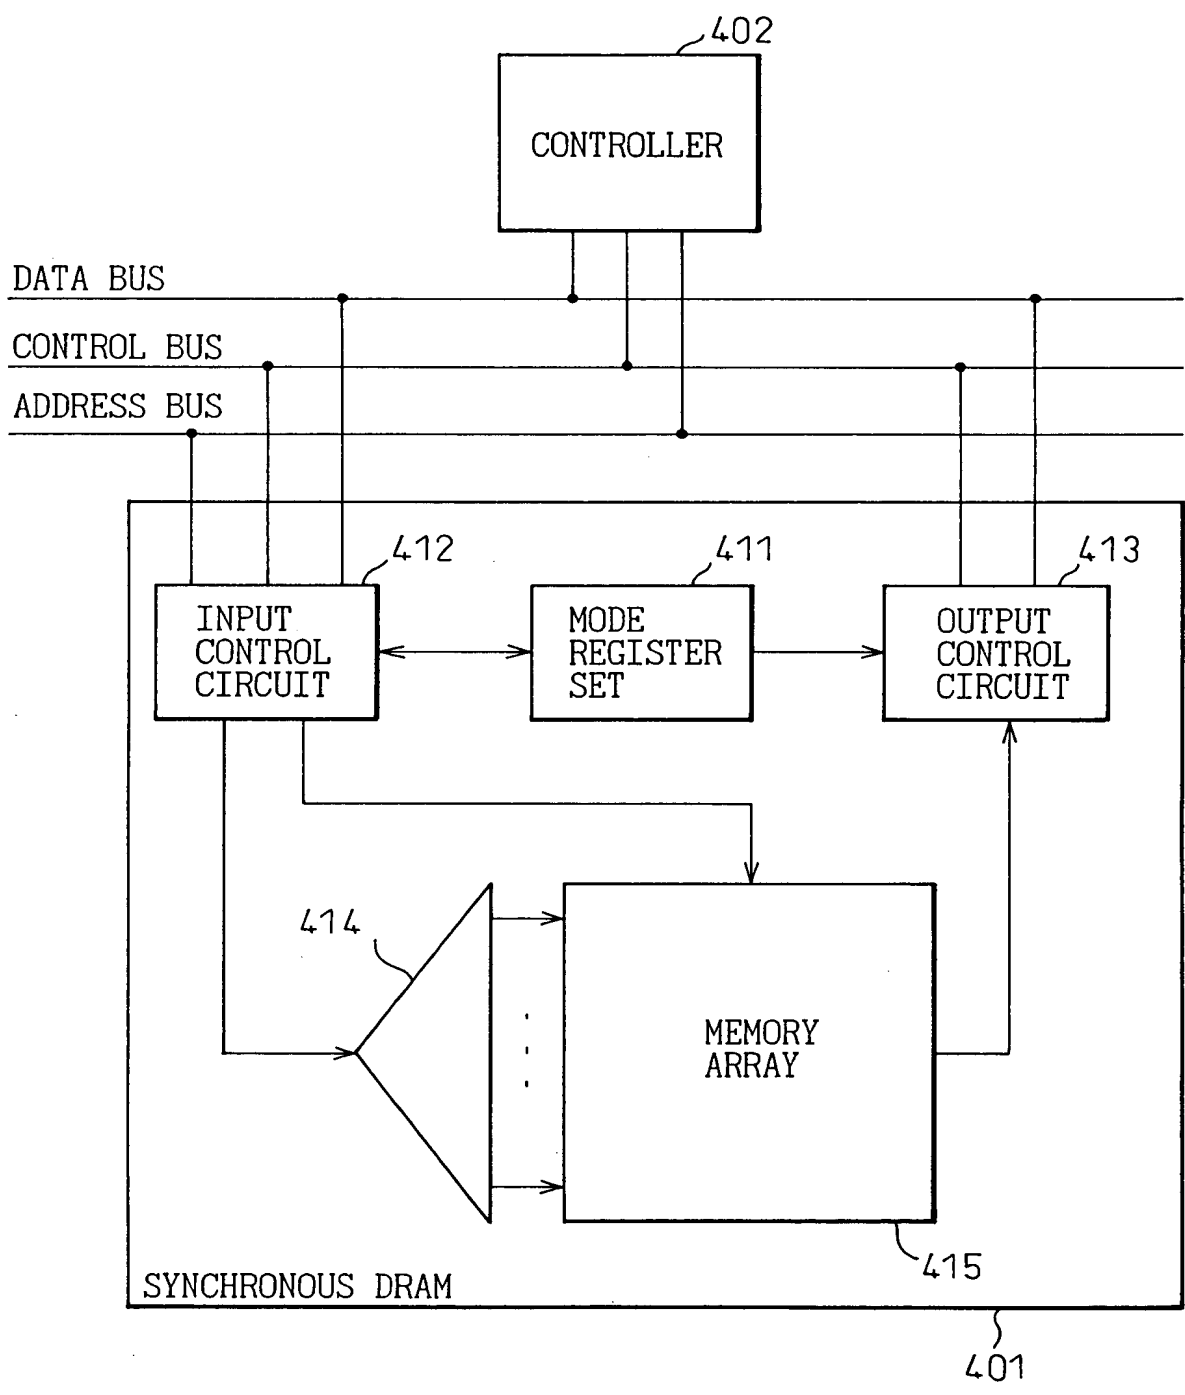 402
CONTROLLER
DATA BUS
CONTROL BUS
ADDRESS BUS
412
411
413
INPUT
CONTROL
CIRCUIT
MODE
REGISTER
SET
OUTPUT
CONTROL
CIRCUIT
414
MEMORY
ARRAY
415
SYNCHRONOUS DRAM
401